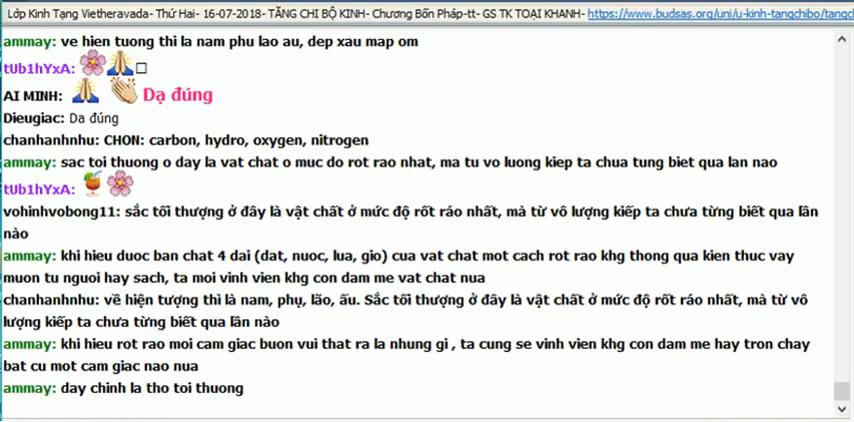 Lớp Kinh Tạng Vietheravada- Thứ Hai- 16-07-2018- TĂNG CHI BỘ KINH- Chương Bốn Pháp-tt- GS TK TOẠI KHANH- https://www.budsas.org/uni/u-kinh-tangchibo/tangc
ammay: ve hien tuong thi la nam phu lao au, dep xau map om
tUb1hYxA:
AI MINH: Dạ đúng
Dieugiac: Da đúng
chanhanhnhu: CHON: carbon, hydro, oxygen, nitrogen
ammay: sac toi thuong o day la vat chat o muc do rot rao nhat, ma tu vo luong kiep ta chua tung biet qua lan nao
tUb1hYxA:
vohinhvobong11: sắc tối thượng ở đây là vật chất ở mức độ rốt ráo nhất, mà từ vô lượng kiếp ta chưa từng biết qua lần
nào
ammay: khi hieu duoc ban chat 4 dai (dat, nuoc, lua, gio) cua vat chat mot cach rot rao khg thong qua kien thuc vay
muon tu nguoi hay sach, ta moi vinh vien khg con dam me vat chat nua
chanhanhnhu: về hiện tượng thì là nam, phụ, lão, ấu. Sắc tối thượng ở đây là vật chất ở mức độ rốt ráo nhất, mà từ vô
lượng kiếp ta chưa từng biết qua lần nào
ammay: khi hieu rot rao moi cam giac buon vui that ra la nhung gi , ta cung se vinh vien khg con dam me hay tron chay
bat cu mot cam giac nao nua
ammay: day chinh la tho toi thuong